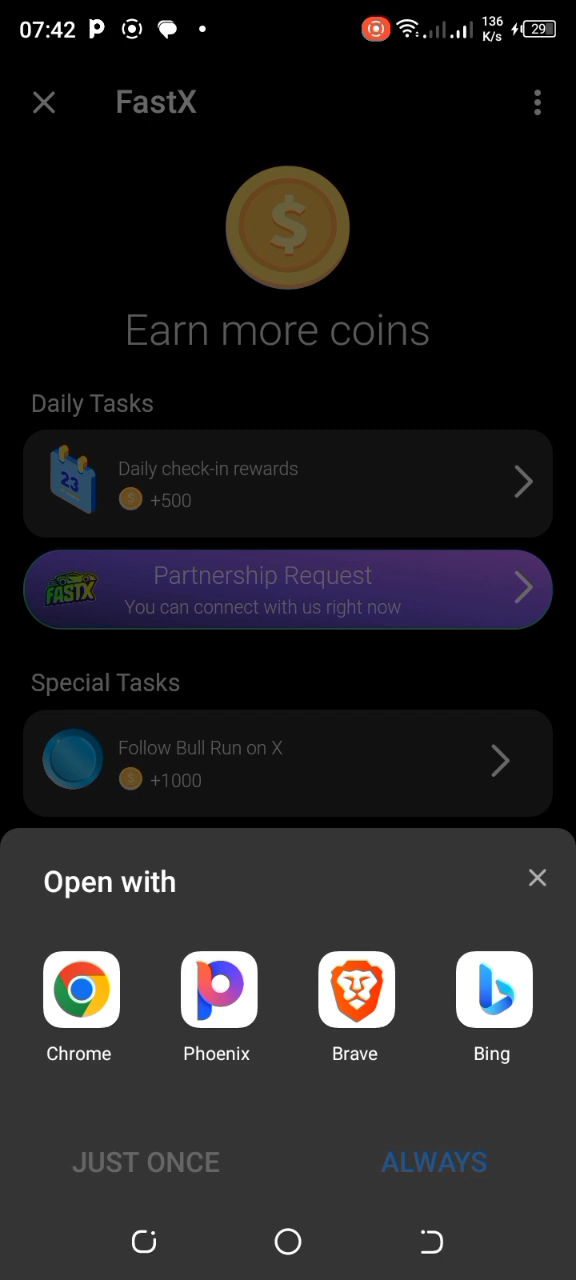 07:42
136
K/s
29
FastX
Earn more coins
Daily Tasks
23
Daily check-in rewards
+500
FASTX
Partnership Request
You can connect with us right now
Special Tasks
Follow Bull Run on X
+1000
Open with
Chrome
Phoenix
Brave
Bing
JUST ONCE
ALWAYS